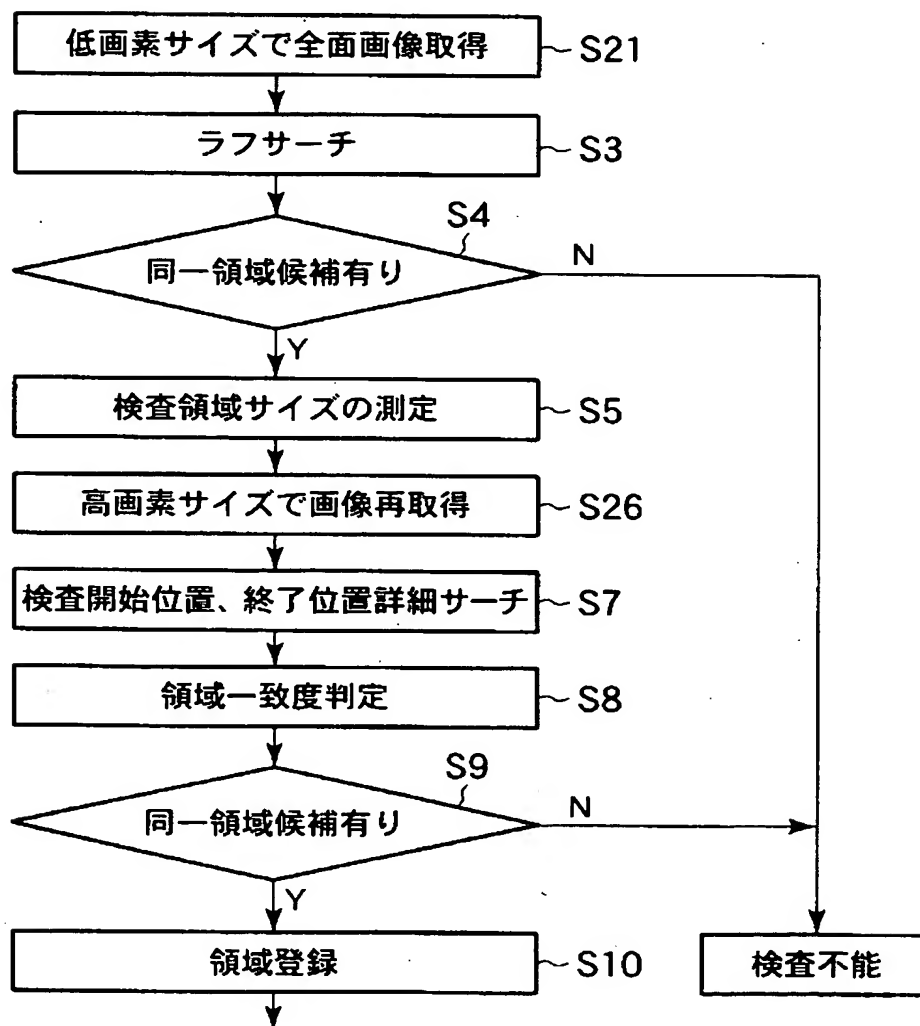 低画素サイズで全面画像取得
S21
ラフサーチ
S3
S4
同一領域候補有り
N
Y
検査領域サイズの測定
S5
高画素サイズで画像再取得
S26
検査開始位置、終了位置詳細サーチ
S7
領域一致度判定
S8
S9
同一領域候補有り
N
Y
領域登録
S10
検査不能